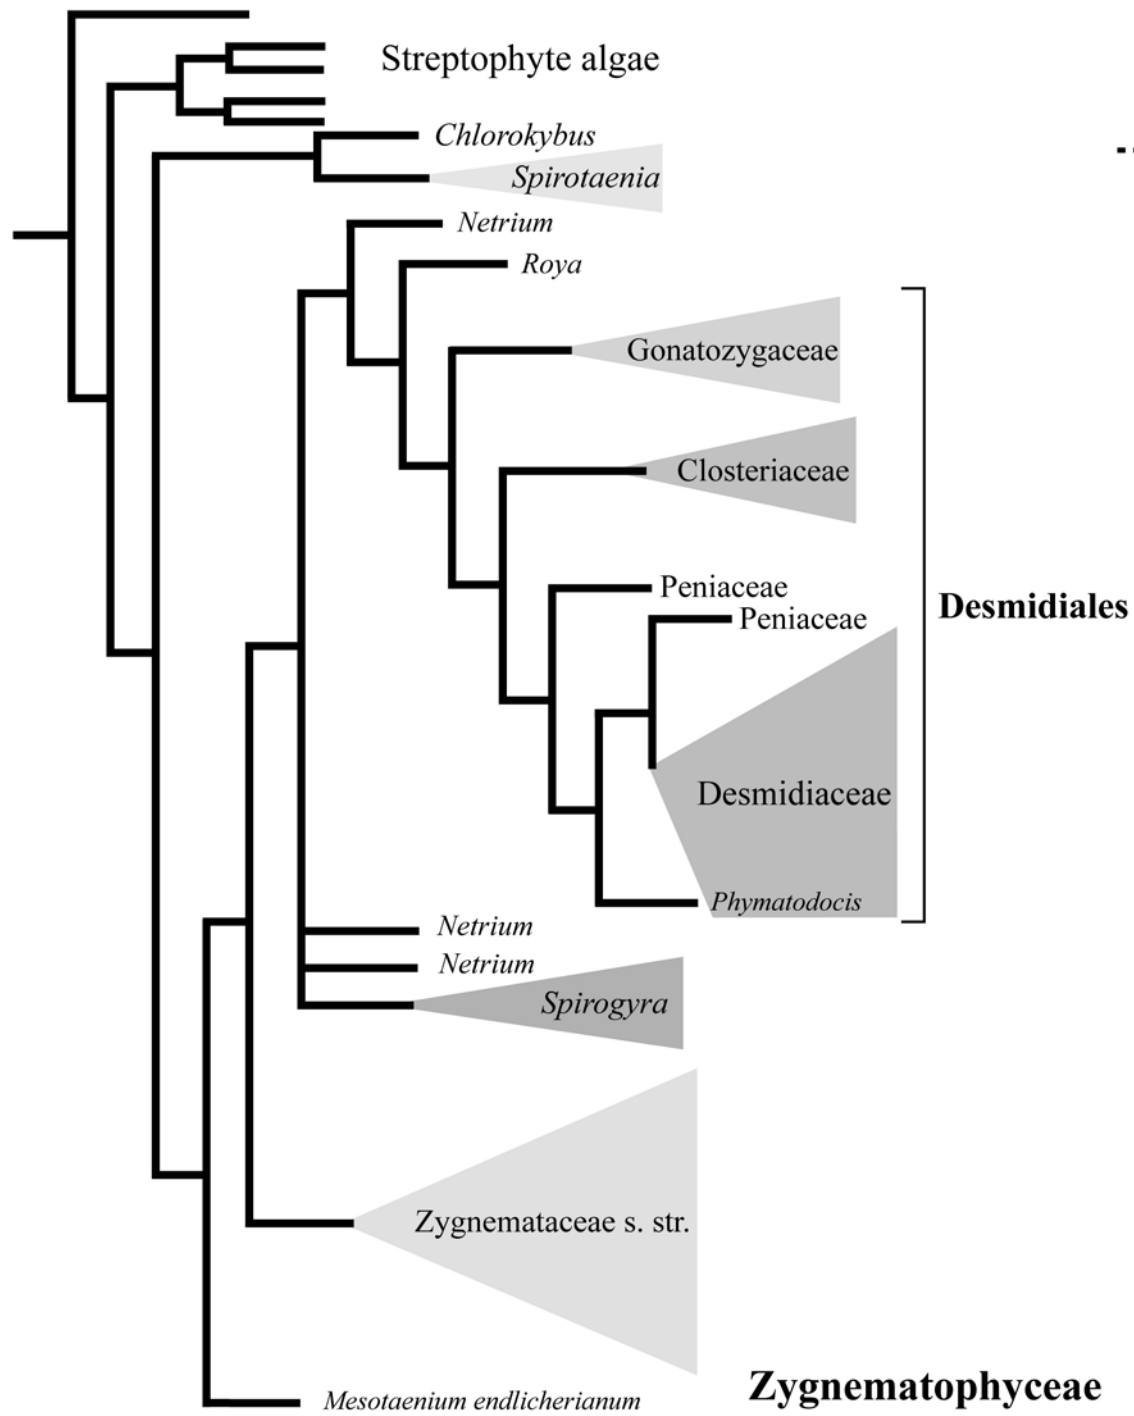 Streptophyte algae
Chlorokybus
Spirotaenia
Netrium
Roya
Gonatozygaceae
Closteriaceae
Peniaceae
Desmidiales
Peniaceae
Desmidiaceae
Phymatodocis
Netrium
Netrium
Spirogyra
Zygnemataceae s. str.
Zygnematophyceae
Mesotaenium endlicherianum